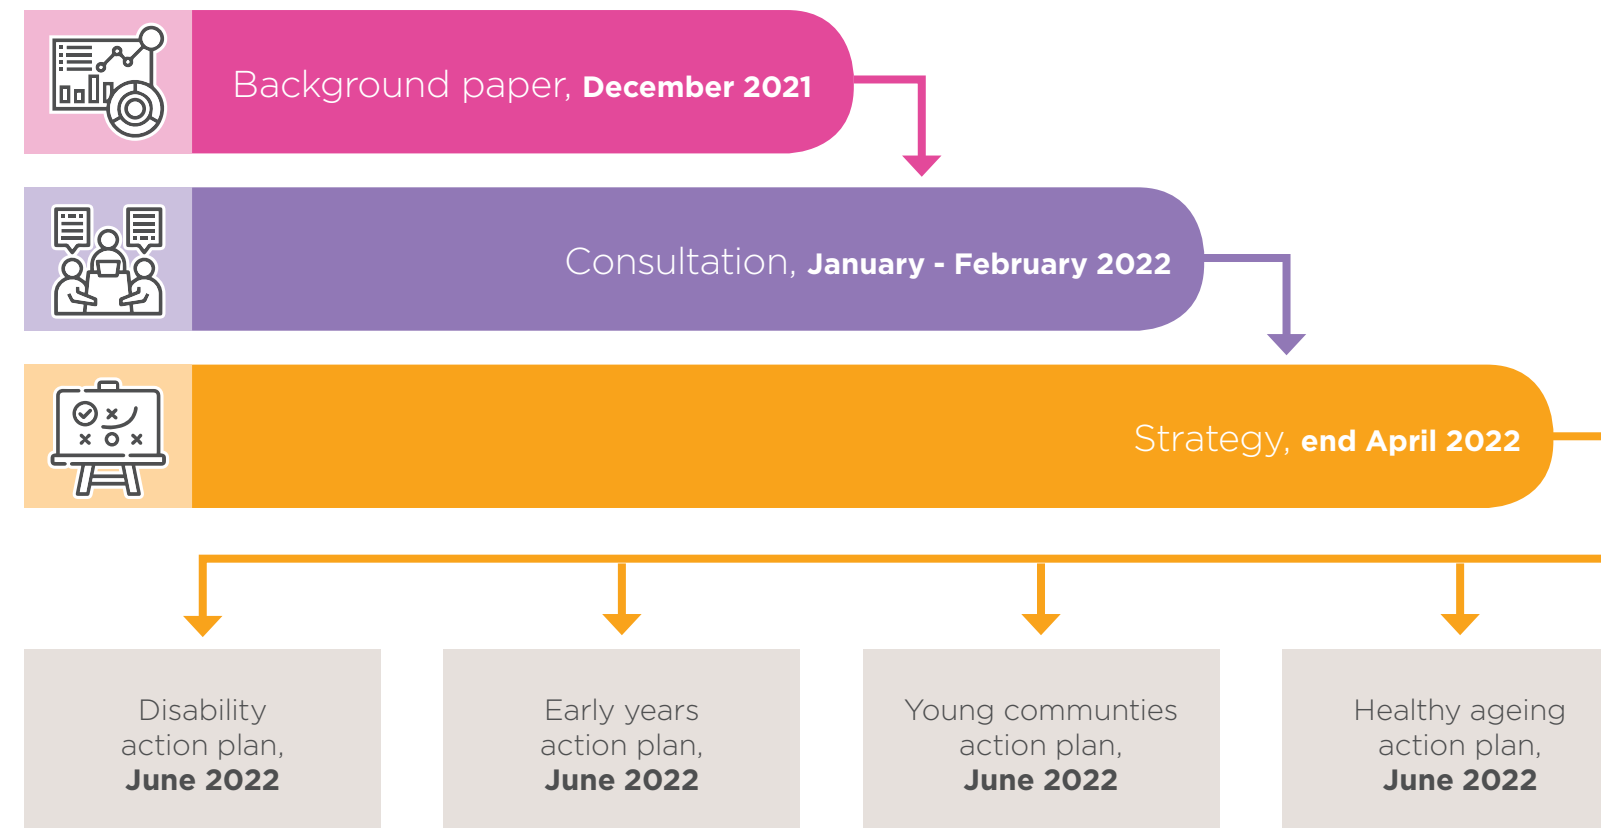 Background paper, December 2021
Consultation, January - February 2022
Strategy, end April 2022
Disability
action plan,
June 2022
Early years
action plan,
June 2022
Young communties
action plan,
June 2022
Healthy ageing
action plan,
June 2022